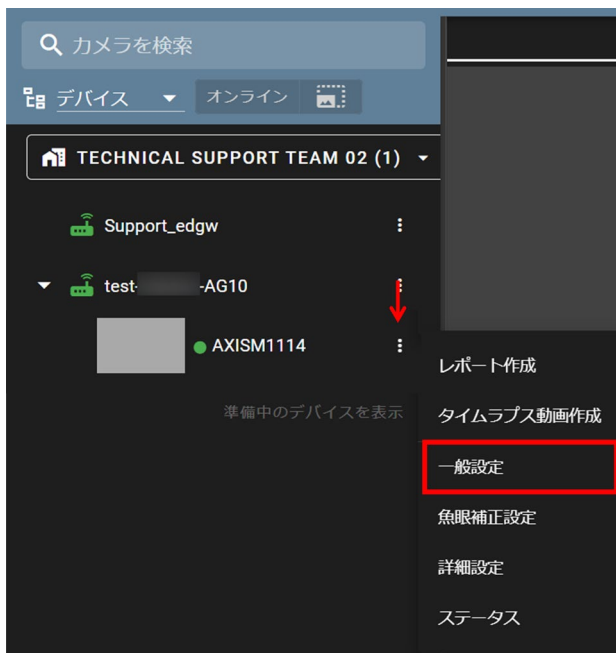 カメラを検索
デバイス オンライン
TECHNICAL SUPPORT TEAM 02 (1)
Support_edgw
test- -AG10
AXISM1114
準備中のデバイスを表示
レポート作成
タイムラプス動画作成
一般設定
魚眼補正設定
詳細設定
ステータス